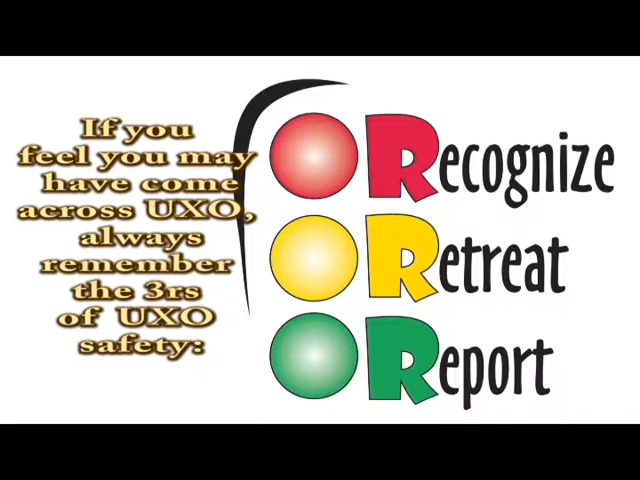 If you
feel you may
have come
across UXO,
always
remember
the 3rs
of UXO
safety:
Recognize
Retreat
Report